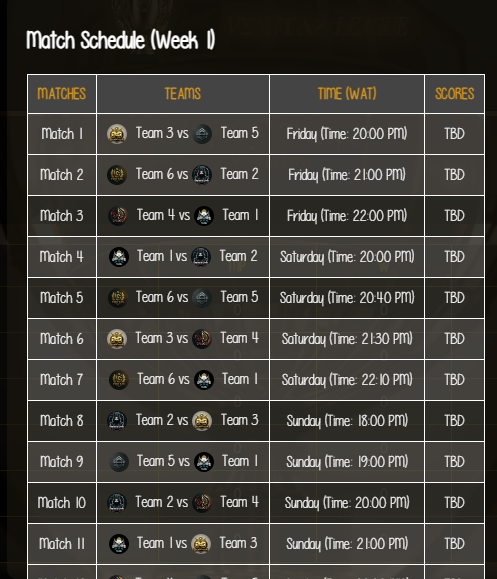 Match Schedule (Week 1)
MATCHES TEAMS TIME (WAT) SCORES
Match 1 Team 3 vs Team 5 Friday (Time: 20:00 PM) TBD
Match 2 Team 6 vs Team 2 Friday (Time: 21:00 PM) TBD
Match 3 Team 4 vs Team 1 Friday (Time: 22:00 PM) TBD
Match 4 Team 1 vs Team 2 Saturday (Time: 20:00 PM) TBD
Match 5 Team 6 vs Team 5 Saturday (Time: 20:40 PM) TBD
Match 6 Team 3 vs Team 4 Saturday (Time: 21:30 PM) TBD
Match 7 Team 6 vs Team 1 Saturday (Time: 22:10 PM) TBD
Match 8 Team 2 vs Team 3 Sunday (Time: 18:00 PM) TBD
Match 9 Team 5 vs Team 1 Sunday (Time: 19:00 PM) TBD
Match 10 Team 2 vs Team 4 Sunday (Time: 20:00 PM) TBD
Match 11 Team 1 vs Team 3 Sunday (Time: 21:00 PM) TBD